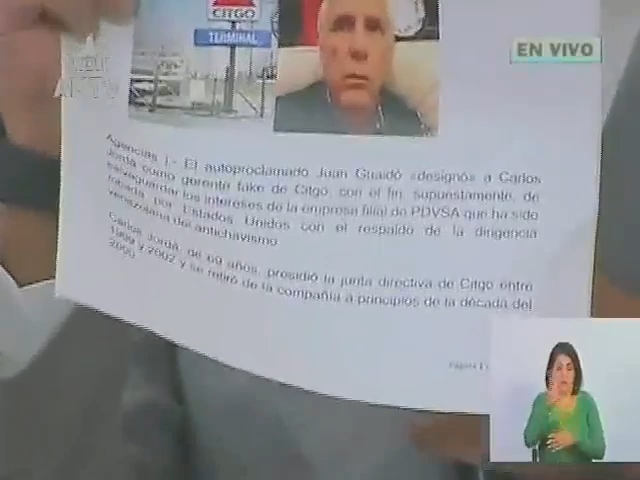 CITGO
TERMINAL
EN VIVO
Agencias |.- El autoproclamado Juan Guaidó «designó» a Carlos
Jordá como gerente fake de Citgo, con el fin, supuestamente, de
salvaguardar los intereses de la empresa filial de PDVSA que ha sido
robada por Estados Unidos con el respaldo de la dirigencia
venezolana del antichavismo.
Carlos Jordá, de 69 años, presidió la junta directiva de Citgo entre
1999 y 2002 y se retiró de la compañía a principios de la década del
2000.
Página